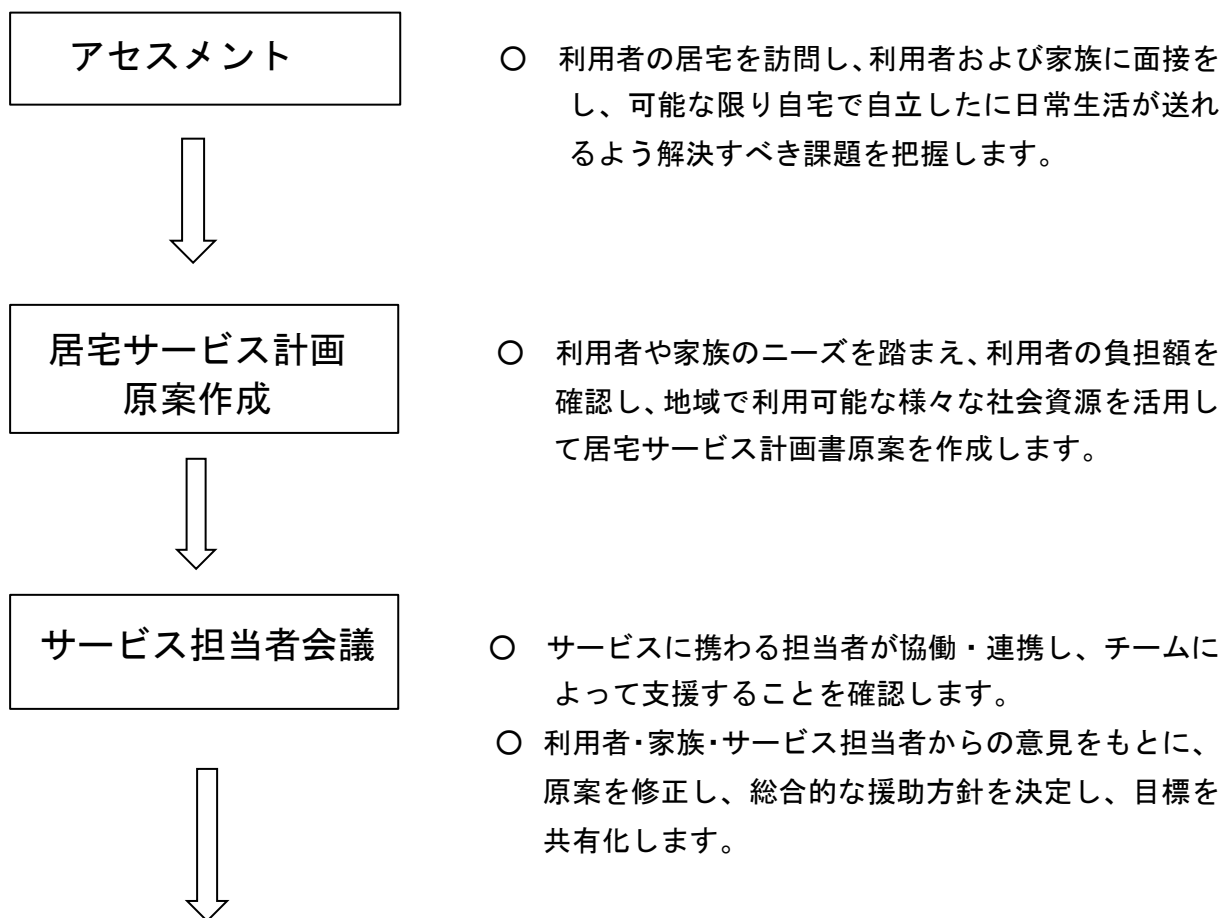 アセスメント
○ 利用者の居宅を訪問し、利用者および家族に面接を
し、可能な限り自宅で自立したに日常生活が送れ
るよう解決すべき課題を把握します。
居宅サービス計画
原案作成
○ 利用者や家族のニーズを踏まえ、利用者の負担額を
確認し、地域で利用可能な様々な社会資源を活用し
て居宅サービス計画書原案を作成します。
サービス担当者会議
○ サービスに携わる担当者が協働・連携し、チームに
よって支援することを確認します。
○ 利用者・家族・サービス担当者からの意見をもとに、
原案を修正し、総合的な援助方針を決定し、目標を
共有化します。